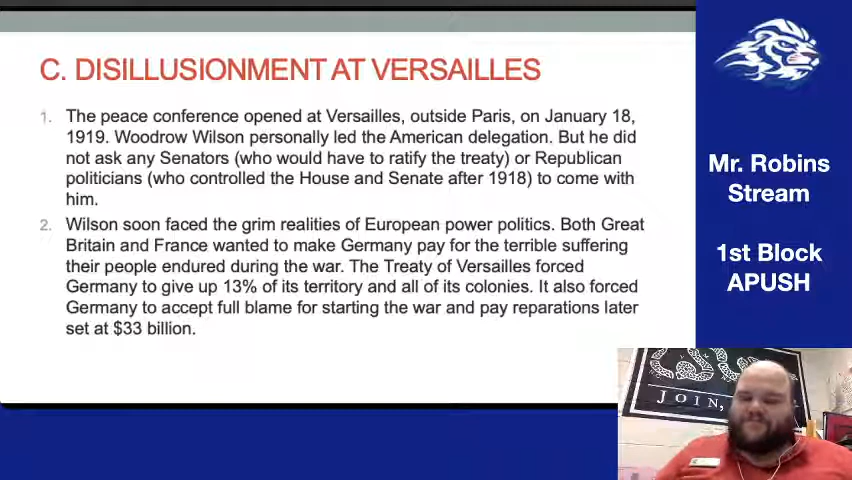 C. DISILLUSIONMENT AT VERSAILLES
1. The peace conference opened at Versailles, outside Paris, on January 18,
1919. Woodrow Wilson personally led the American delegation. But he did
not ask any Senators (who would have to ratify the treaty) or Republican
politicians (who controlled the House and Senate after 1918) to come with
him.
2. Wilson soon faced the grim realities of European power politics. Both Great
Britain and France wanted to make Germany pay for the terrible suffering
their people endured during the war. The Treaty of Versailles forced
Germany to give up 13% of its territory and all of its colonies. It also forced
Germany to accept full blame for starting the war and pay reparations later
set at $33 billion.
Mr. Robins
Stream
1st Block
APUSH
JOIN,